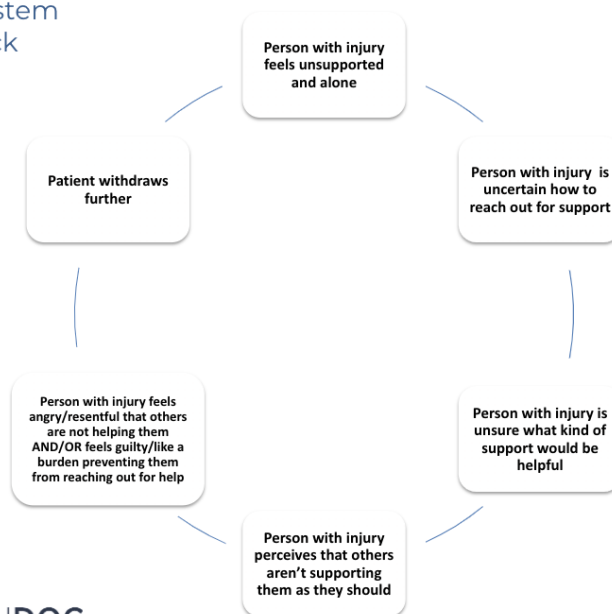 stem
ck
Person with injury
feels unsupported
and alone
Person with injury  is
uncertain how to
reach out for support
Person with injury is
unsure what kind of
support would be
helpful
Person with injury
perceives that others
aren’t supporting
them as they should
Person with injury feels
angry/resentful that others
are not helping them
AND/OR feels guilty/like a
burden preventing them
from reaching out for help
Patient withdraws
further